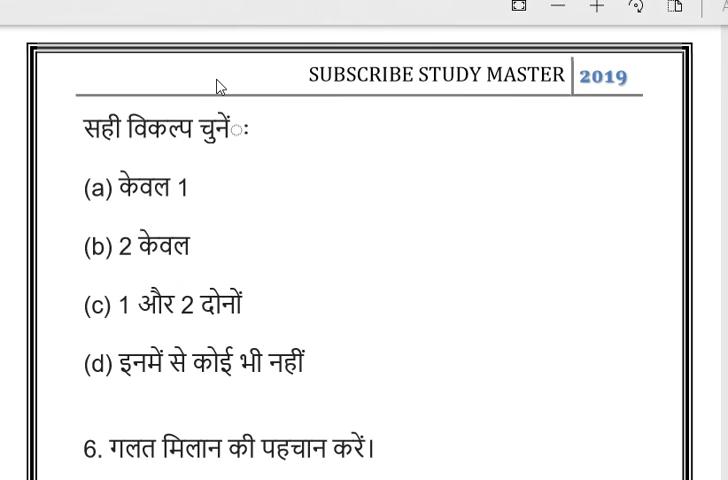 SUBSCRIBE STUDY MASTER 2019
सही विकल्प चुनेंः
(a) केवल 1
(b) 2 केवल
(c) 1 और 2 दोनों
(d) इनमें से कोई भी नहीं
6. गलत मिलान की पहचान करें।